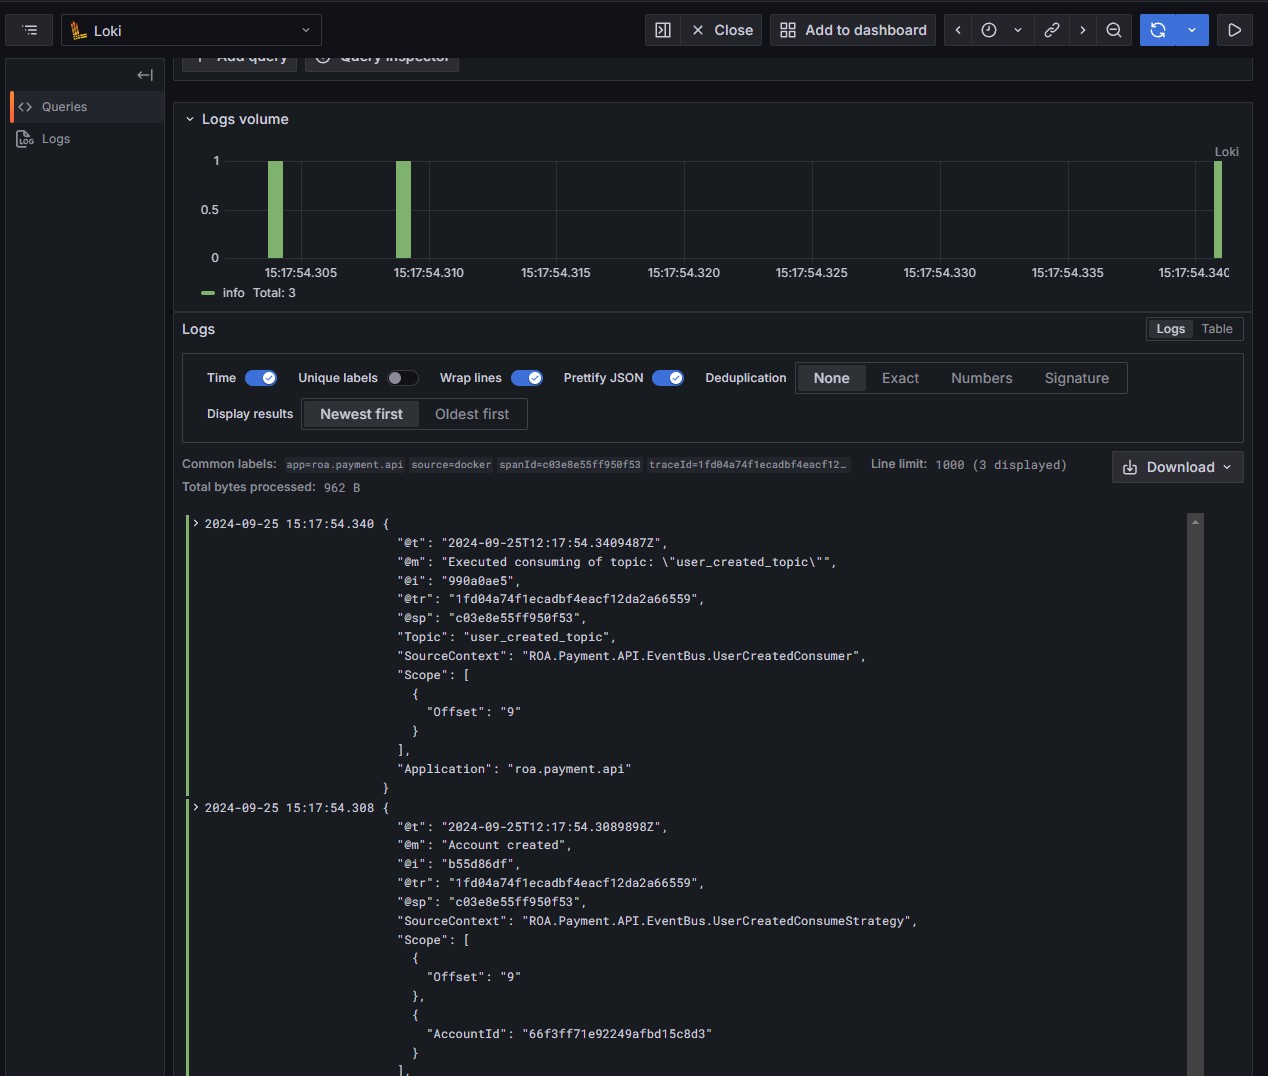 Loki
Close
Add to dashboard
Add query
Query inspector
Queries
Logs
Logs volume
Loki
1
0.5
0
15:17:54.305 15:17:54.310 15:17:54.315 15:17:54.320 15:17:54.325 15:17:54.330 15:17:54.335 15:17:54.340
info Total: 3
Logs
Logs Table
Time Unique labels Wrap lines Prettify JSON Deduplication None Exact Numbers Signature
Display results Newest first Oldest first
Common labels: app=roa.payment.api source=docker spanId=c03e8e55ff950f53 traceId=1fd04a74f1ecadbf4eacf12… Line limit: 1000 (3 displayed)
Download
Total bytes processed: 962 B
2024-09-25 15:17:54.340 {
"@t": "2024-09-25T12:17:54.3409487Z",
"@m": "Executed consuming of topic: \"user_created_topic\"",
"@i": "990a0ae5",
"@tr": "1fd04a74f1ecadbf4eacf12da2a66559",
"@sp": "c03e8e55ff950f53",
"Topic": "user_created_topic",
"SourceContext": "ROA.Payment.API.EventBus.UserCreatedConsumer",
"Scope": [
{
"Offset": "9"
}
],
"Application": "roa.payment.api"
}
2024-09-25 15:17:54.308 {
"@t": "2024-09-25T12:17:54.3089898Z",
"@m": "Account created",
"@i": "b55d86df",
"@tr": "1fd04a74f1ecadbf4eacf12da2a66559",
"@sp": "c03e8e55ff950f53",
"SourceContext": "ROA.Payment.API.EventBus.UserCreatedConsumeStrategy",
"Scope": [
{
"Offset": "9"
},
{
"AccountId": "66f3ff71e92249afbd15c8d3"
}
],